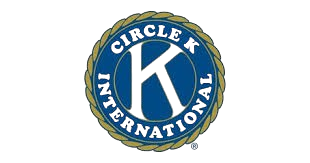 CIRCLE K
K
INTERNATIONAL
®